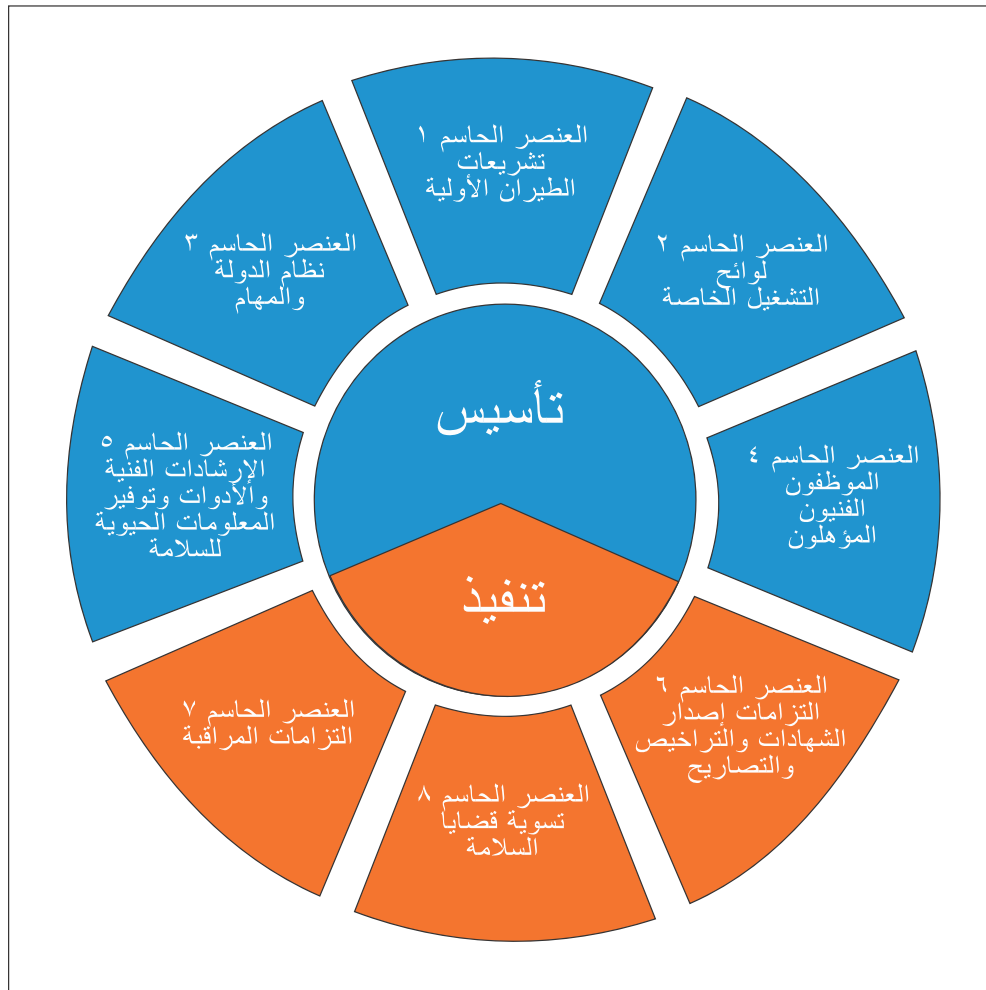 العنصر الحاسم ١
تشريعات
الطيران الأولية
العنصر الحاسم ٢
لوائح
التشغيل الخاصة
العنصر الحاسم ٣
نظام الدولة
والمهام
العنصر الحاسم ٤
الموظفون
الفنيون
المؤهلون
العنصر الحاسم ٥
الإرشادات الفنية
والأدوات وتوفير
المعلومات الحيوية
للسلامة
العنصر الحاسم ٦
التزامات إصدار
الشهادات والتراخيص
والتصاريح
العنصر الحاسم ٧
التزامات المراقبة
العنصر الحاسم ٨
تسوية قضايا
السلامة
تأسيس
تنفيذ